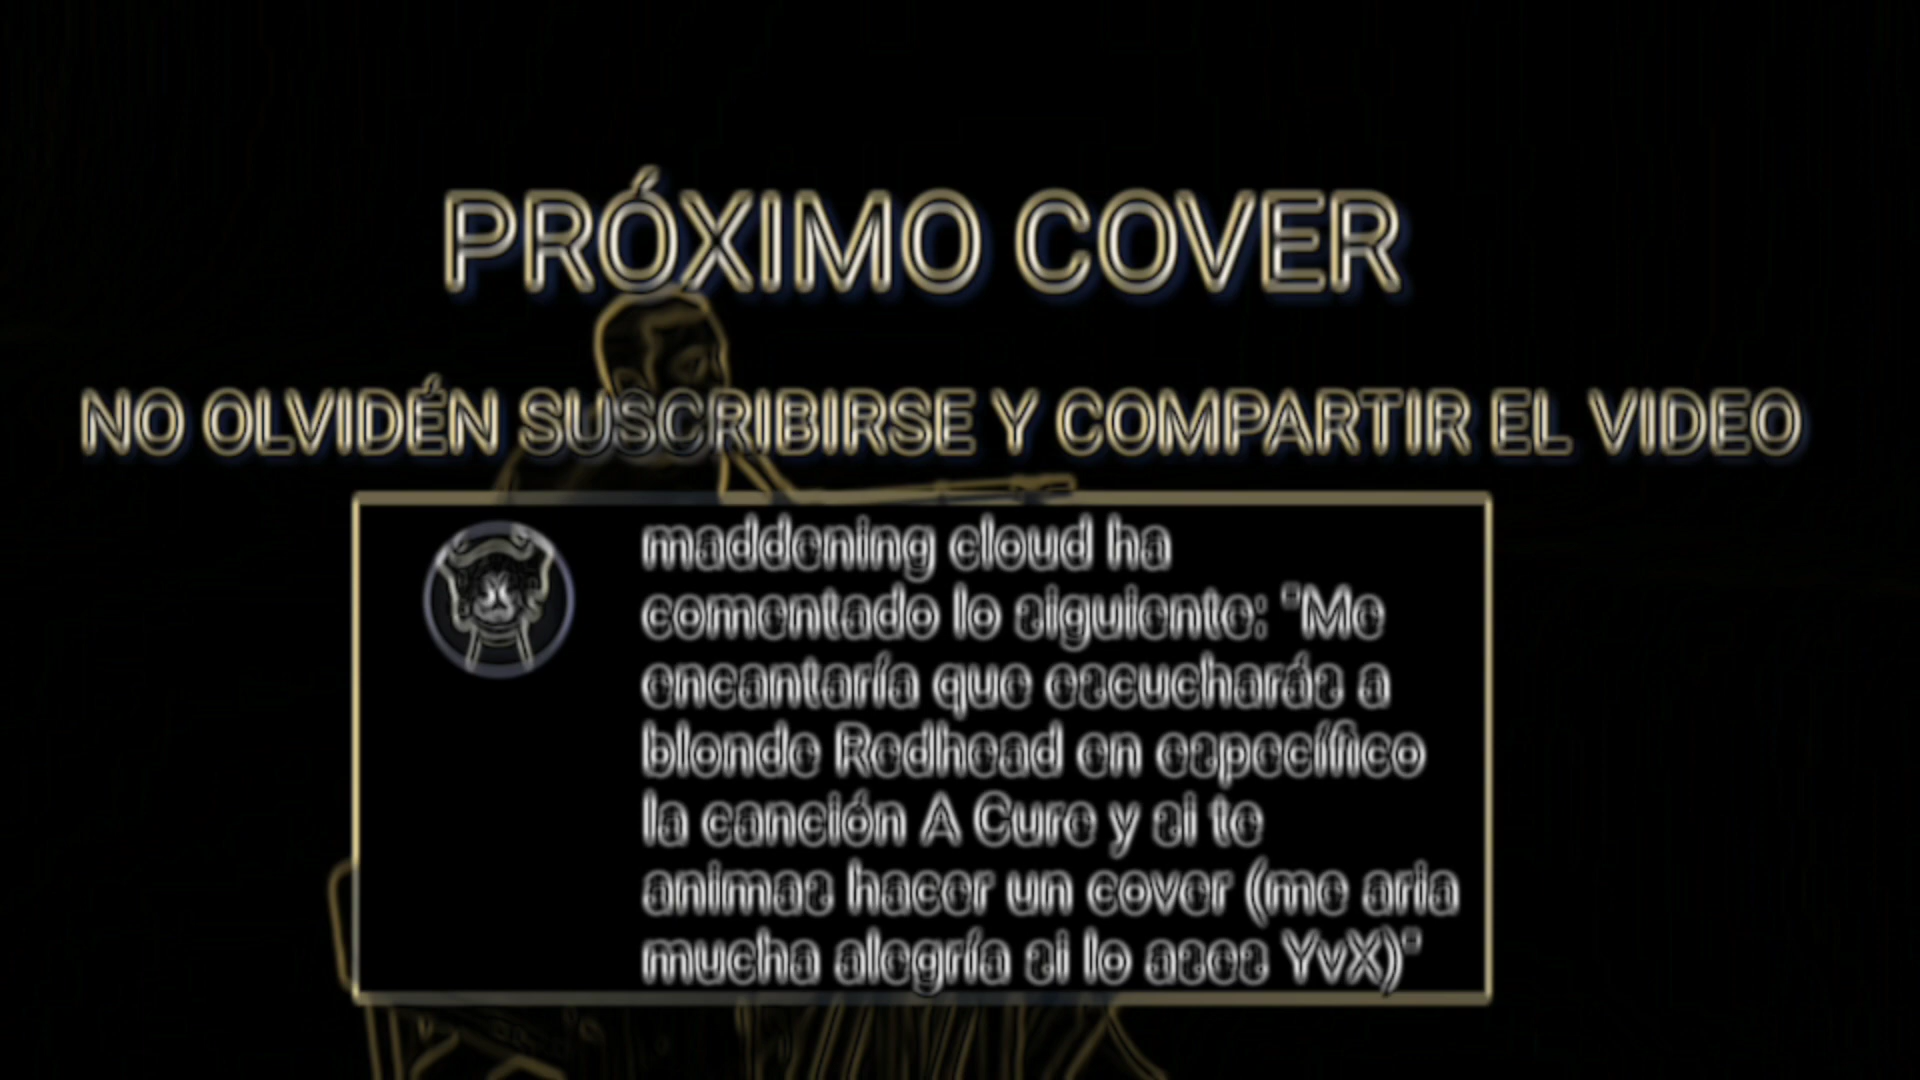 PRÓXIMO COVER
NO OLVIDÉN SUSCRIBIRSE Y COMPARTIR EL VIDEO
maddening cloud ha
comentado lo siguiente: "Me
encantaría que escucharás a
blonde Redhead en específico
la canción A Cure y si te
animas hacer un cover (me aria
mucha alegría si lo ases YvX)"